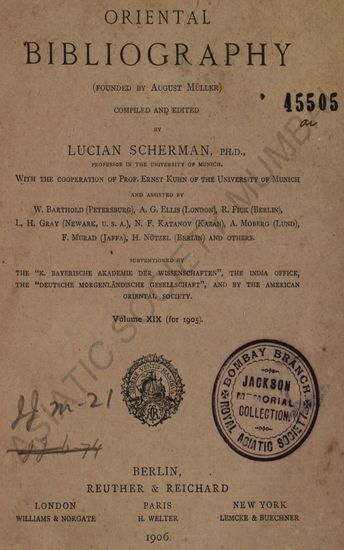 ORIENTAL
BIBLIOGRAPHY
(FOUNDED BY AUGUST MÜLLER)
COMPILED AND EDITED
45505
BY
LUCIAN SCHERMAN, PH.D.,
PROFESSOR IN THE UNIVERSITY OF MUNICH.
WITH THE COOPERATION OF PROF. ERNST KUHN OF THE UNIVERSITY OF MUNICH
AND ASSISTED BY
W. BARTHOLD (PETERSBURG), A. G. ELLIS (LONDON), R. FICK (BERLIN),
L. H. GRAY (NEWARK, U. S. A.), N. F. KATANOV (KAZAN), A. MOBERG (LUND),
F. MURAD (JAFFA), H. NÜTZEL (BERLIN) AND OTHERS.
SUBVENTIONED BY
THE "K. BAYERISCHE AKADEMIE DER WISSENSCHAFTEN", THE INDIA OFFICE,
THE "DEUTSCHE MORGENLÄNDISCHE GESELLSCHAFT", AND BY THE AMERICAN
ORIENTAL SOCIETY.
Volume XIX (for 1905).
BOMBAY BRANCH
JACKSON
MEMORIAL
COLLECTION
ROYAL ASIATIC SOCIETY
BERLIN,
REUTHER & REICHARD
LONDON PARIS NEW YORK
WILLIAMS & NORGATE H. WELTER LEMCKE & BUECHNER
1906.
ASIATIC SOCIETY